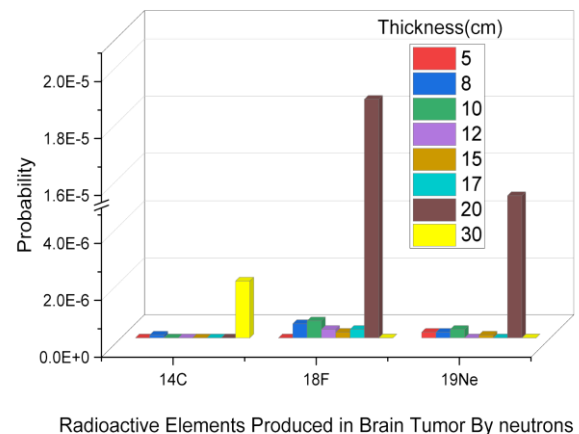 Thickness(cm)
5
8
10
12
15
17
20
30
2.0E-5
1.8E-5
1.6E-5
4.0E-6
2.0E-6
0.0E+0
Probability
14C
18F
19Ne
Radioactive Elements Produced in Brain Tumor By neutrons